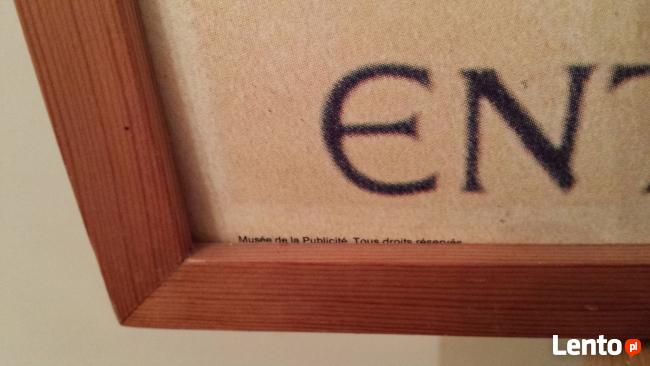 ENT
Musée de la Publicité. Tous droits réservés
Lento pl